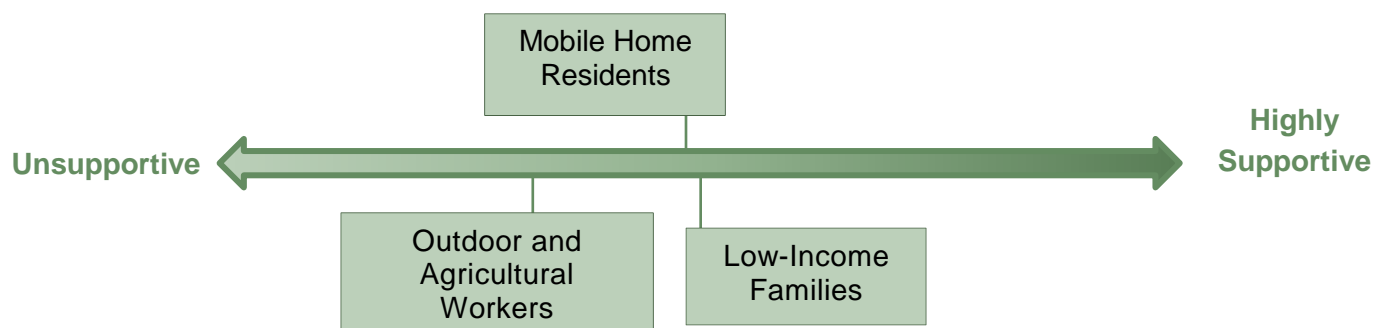 Mobile Home
Residents
Unsupportive
Highly
Supportive
Outdoor and
Agricultural
Workers
Low-Income
Families